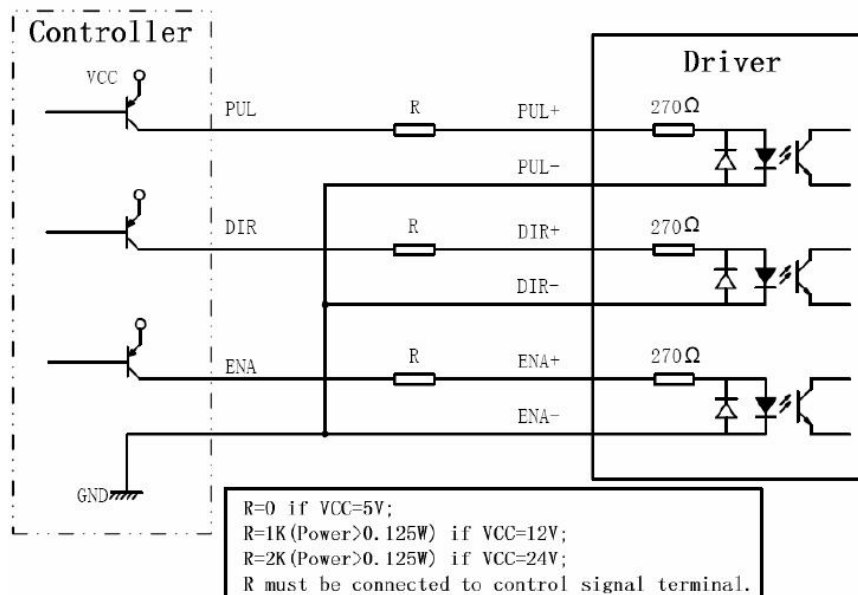 Controller
Driver
VCC
PUL
R
PUL+
270Ω
PUL-
DIR
R
DIR+
270Ω
DIR-
ENA
R
ENA+
270Ω
ENA-
GND
R=0 if VCC=5V;
R=1K(Power>0.125W) if VCC=12V;
R=2K(Power>0.125W) if VCC=24V;
R must be connected to control signal terminal.